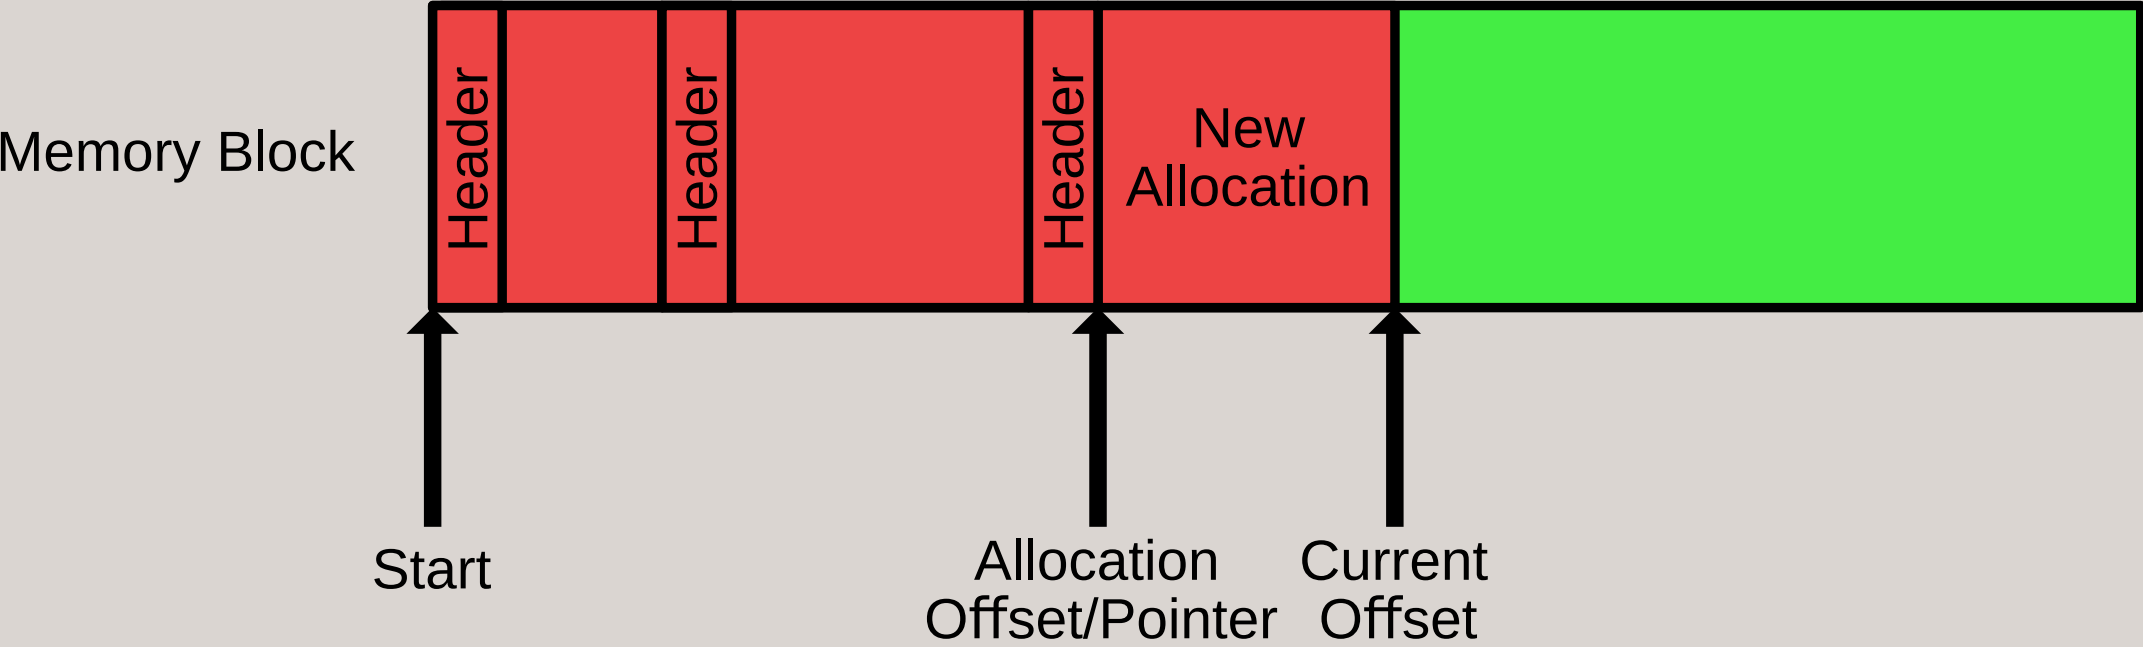 Memory Block
Header
Header
Header
New
Allocation
Start
Allocation
Offset/Pointer
Current
Offset